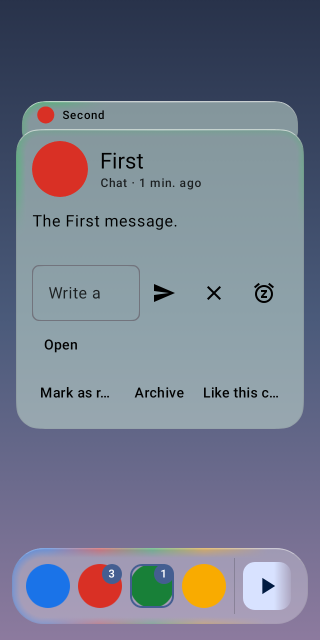 Second
First
Chat · 1 min. ago
The First message.
Write a
Open
Mark as r… Archive Like this c…
3 1